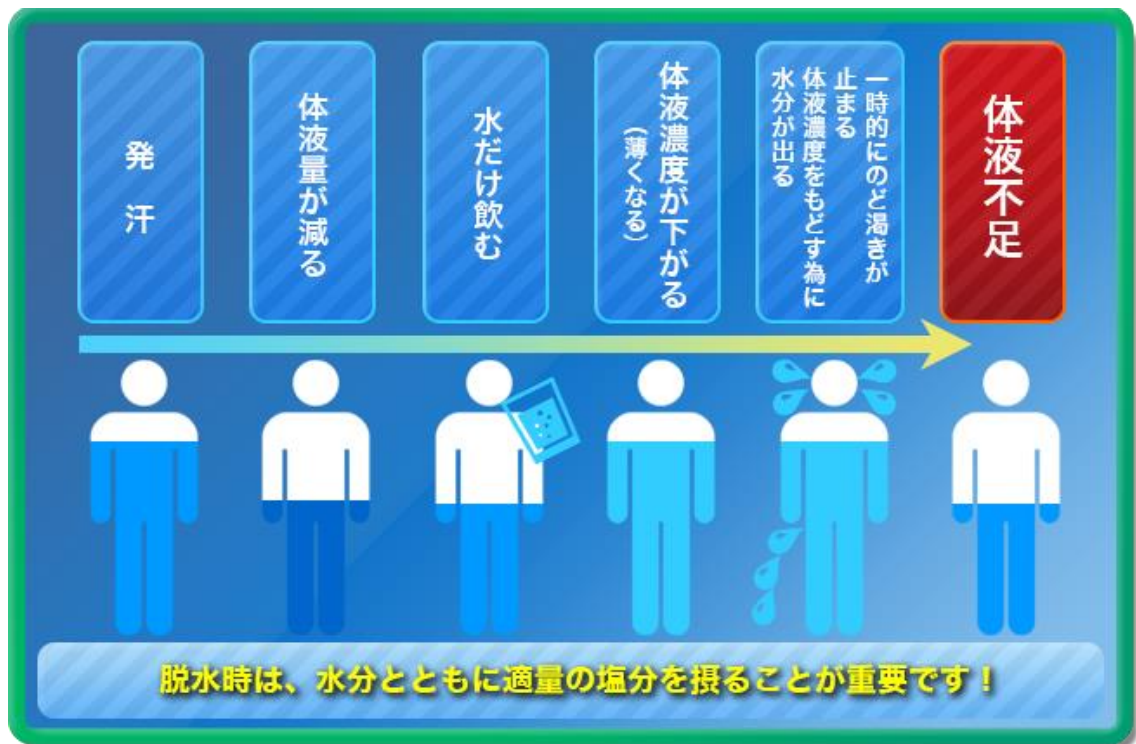 発汗
体液量が減る
水だけ飲む
体液濃度が下がる
（薄くなる）
一時的にのど渇きが
止まる
体液濃度をもどす為に
水分が出る
体液不足
脱水時は、水分とともに適量の塩分を摂ることが重要です！